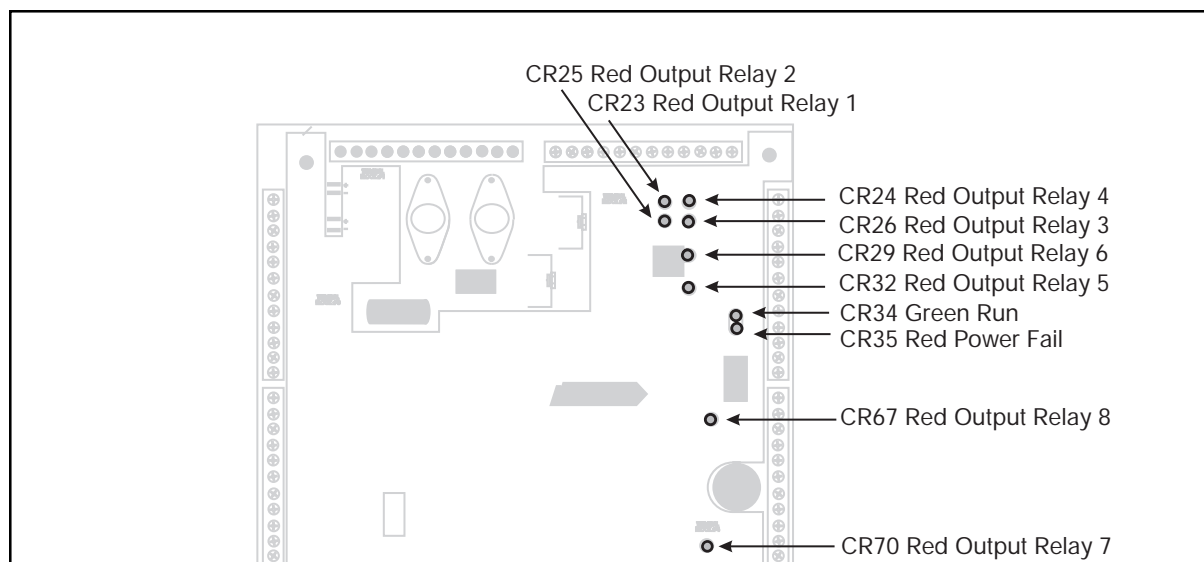 CR25 Red Output Relay 2
CR23 Red Output Relay 1
CR24 Red Output Relay 4
CR26 Red Output Relay 3
CR29 Red Output Relay 6
CR32 Red Output Relay 5
CR34 Green Run
CR35 Red Power Fail
CR67 Red Output Relay 8
CR70 Red Output Relay 7